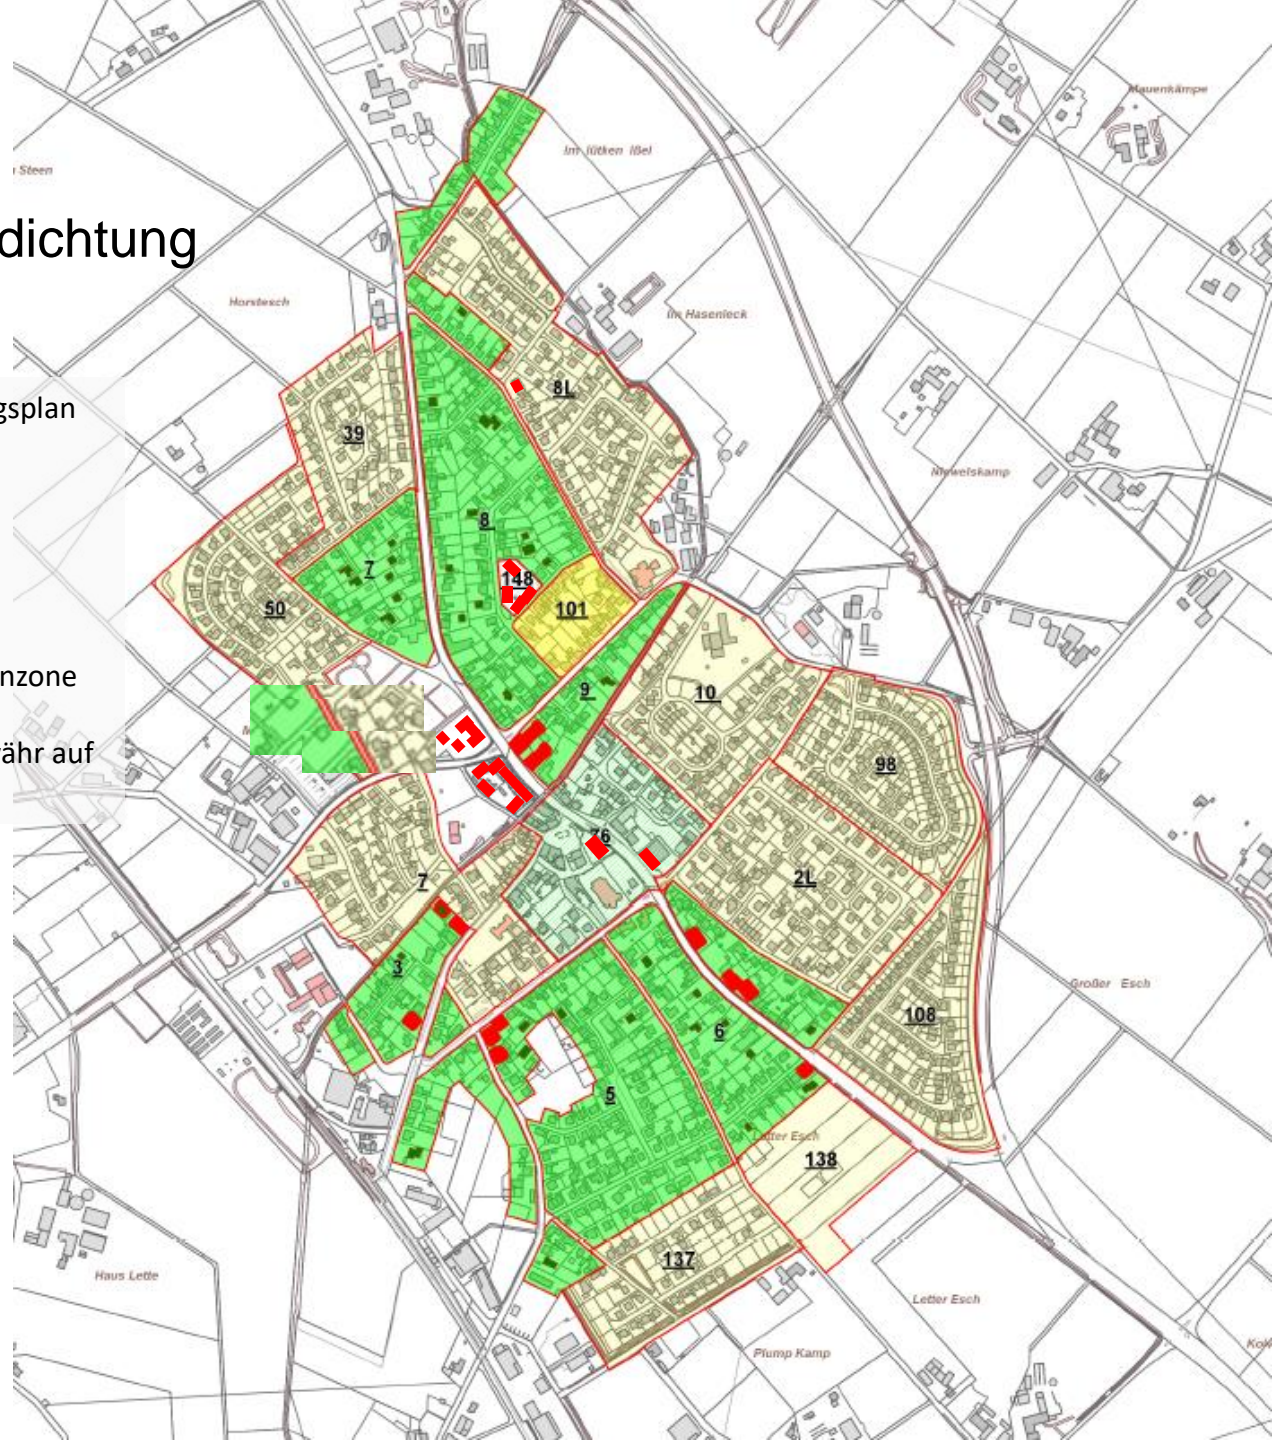 Mauenkämpe
Im lütken Ißel
Steen
dichtung
Horstesch
Im Hasenleck
8L
gsplan
39
Niewelskamp
8
7
148
101
50
nzone
9
10
ähr auf
98
76
2L
7
3
Großer Esch
108
6
5
Letter Esch
138
137
Haus Lette
Letter Esch
Plump Kamp